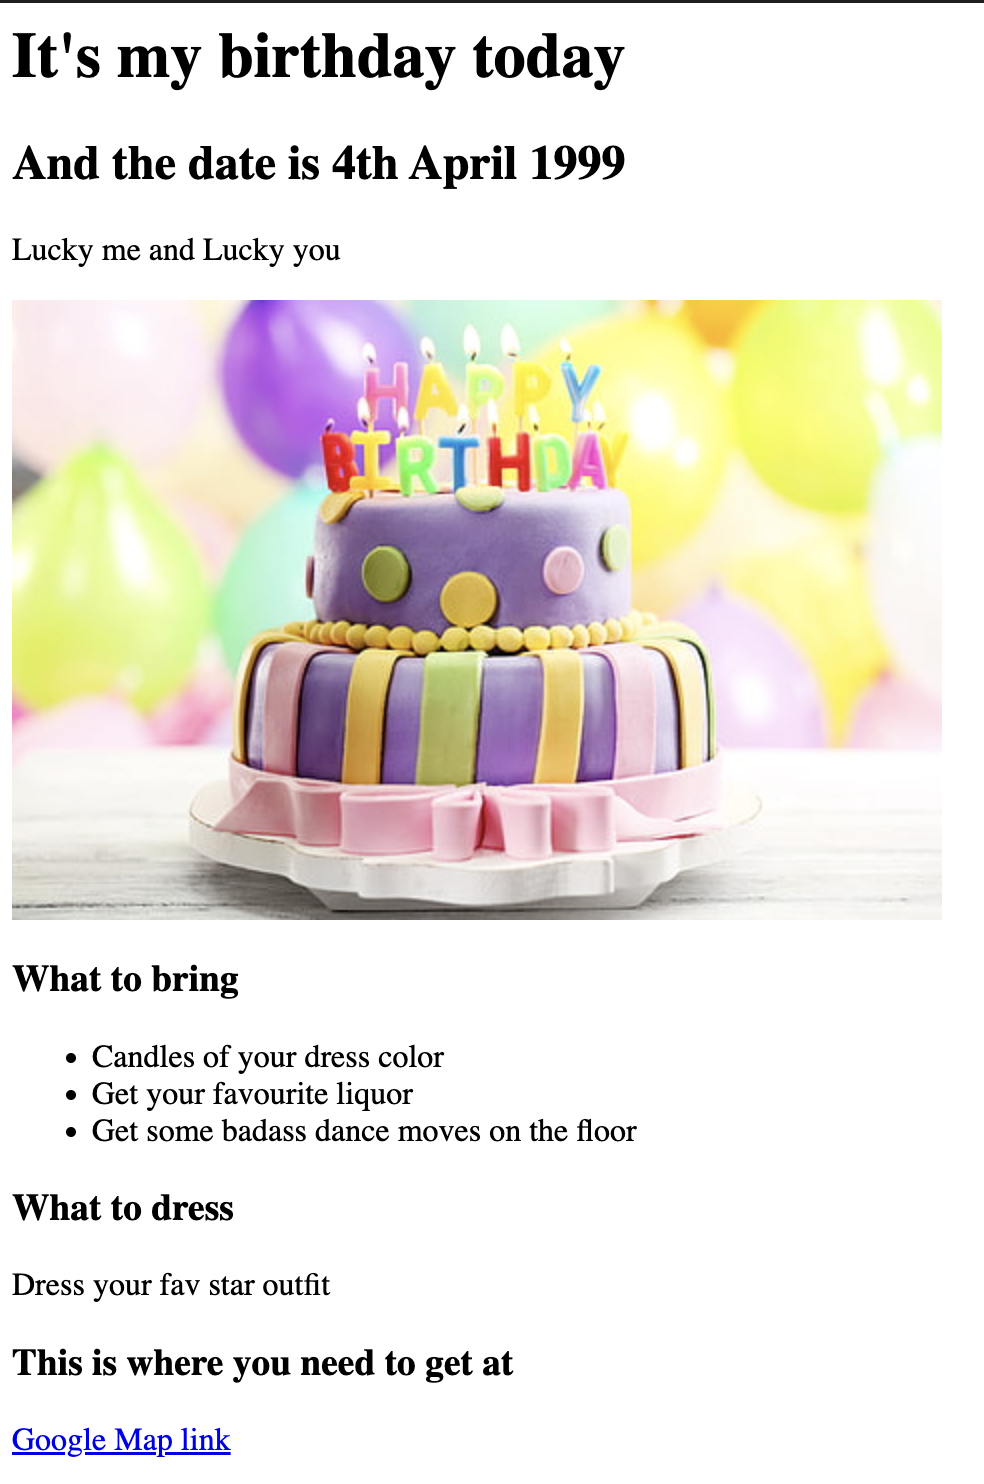 It's my birthday today
And the date is 4th April 1999
Lucky me and Lucky you
HAPPY
BIRTHDAY
What to bring
Candles of your dress color
Get your favourite liquor
Get some badass dance moves on the floor
What to dress
Dress your fav star outfit
This is where you need to get at
Google Map link